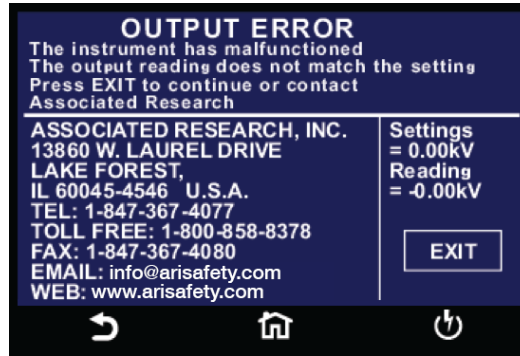 OUTPUT ERROR
The instrument has malfunctioned
The output reading does not match the setting
Press EXIT to continue or contact
Associated Research
ASSOCIATED RESEARCH, INC.
13860 W. LAUREL DRIVE
LAKE FOREST,
IL 60045-4546 U.S.A.
TEL: 1-847-367-4077
TOLL FREE: 1-800-858-8378
FAX: 1-847-367-4080
EMAIL: info@arisafety.com
WEB: www.arisafety.com
Settings
= 0.00kV
Reading
= -0.00kV
EXIT